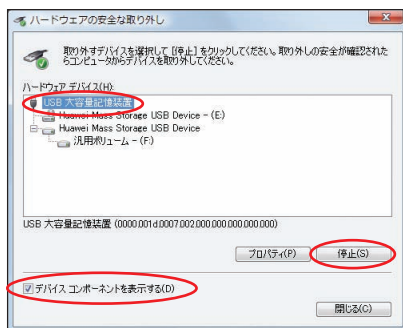 ハードウェアの安全な取り外し
取り外すデバイスを選択して [停止] をクリックしてください。取り外しの安全が確認された
らコンピュータからデバイスを取り外してください。
ハードウェア デバイス(H):
USB 大容量記憶装置
Huawei Mass Storage USB Device - (E:)
Huawei Mass Storage USB Device
汎用ボリューム - (F:)
USB 大容量記憶装置 (0000.001d.0007.002.000.000.000.000.000)
プロパティ(P)
停止(S)
デバイス コンポーネントを表示する(D)
閉じる(C)